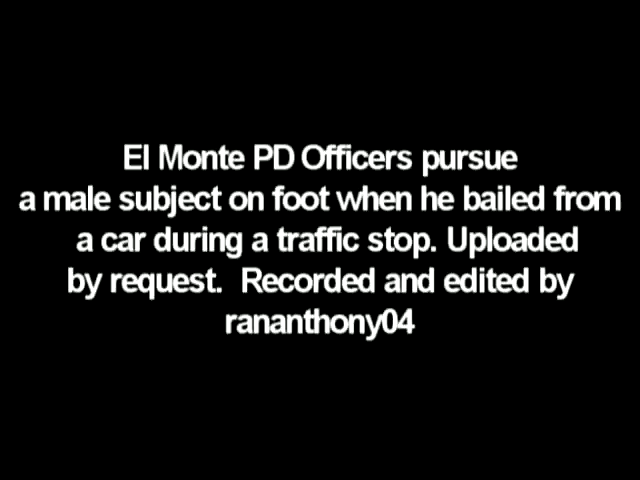 El Monte PD Officers pursue
a male subject on foot when he bailed from
a car during a traffic stop. Uploaded
by request. Recorded and edited by
rananthony04